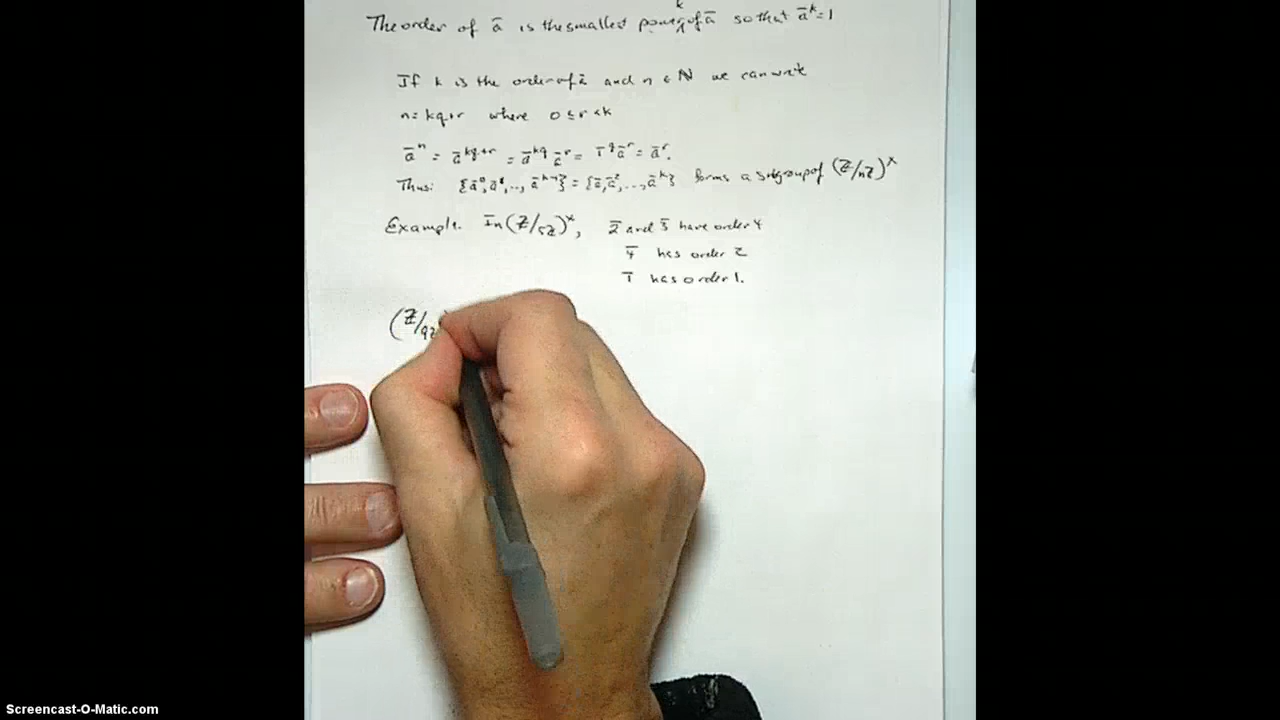 k
The order of ā is the smallest power of ā so that ā^k = 1
If k is the order of ā and n ∈ ℕ we can write
n = kq+r where 0 ≤ r < k
ā^n = ā^{kq+r} = ā^{kq} ā^r = 1̄^q ā^r = ā^r.
Thus: {ā^0, ā^1, ..., ā^{k-1}} = {ā, ā^2, ..., ā^k} forms a subgroup of (ℤ/nℤ)^×
Example. In (ℤ/5ℤ)^×, 2̄ and 3̄ have order 4
4̄ has order 2
1̄ has order 1.
(ℤ/9ℤ
Screencast-O-Matic.com